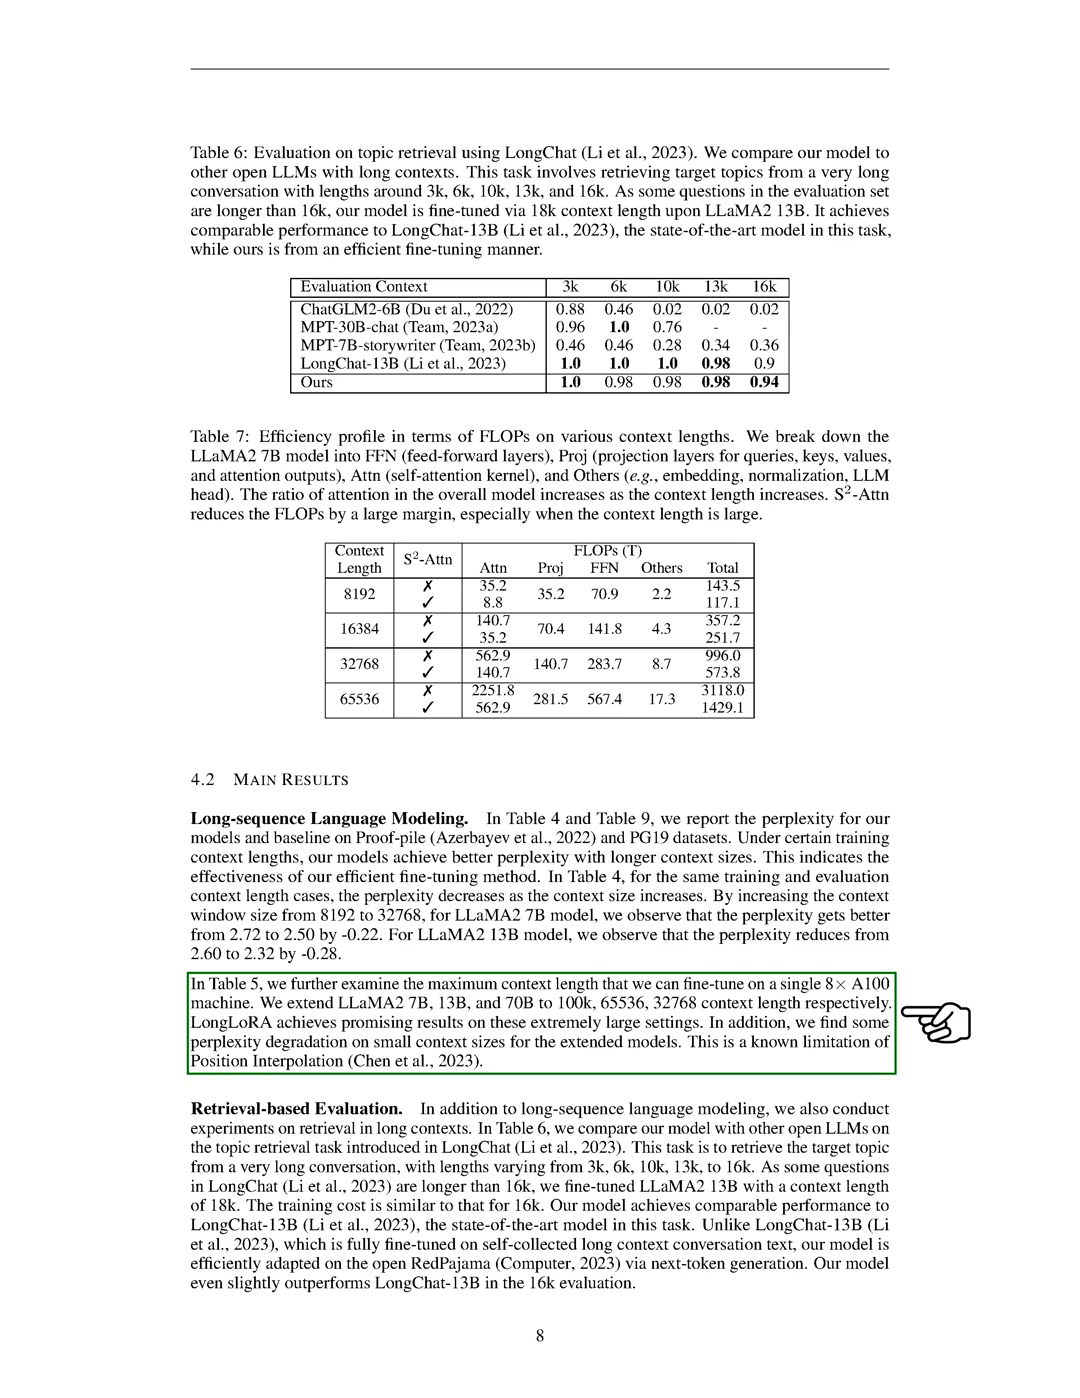 Table 6: Evaluation on topic retrieval using LongChat (Li et al., 2023). We compare our model to
other open LLMs with long contexts. This task involves retrieving target topics from a very long
conversation with lengths around 3k, 6k, 10k, 13k, and 16k. As some questions in the evaluation set
are longer than 16k, our model is fine-tuned via 18k context length upon LLaMA2 13B. It achieves
comparable performance to LongChat-13B (Li et al., 2023), the state-of-the-art model in this task,
while ours is from an efficient fine-tuning manner.
Evaluation Context 3k 6k 10k 13k 16k
ChatGLM2-6B (Du et al., 2022) 0.88 0.46 0.02 0.02 0.02
MPT-30B-chat (Team, 2023a) 0.96 1.0 0.76 - -
MPT-7B-storywriter (Team, 2023b) 0.46 0.46 0.28 0.34 0.36
LongChat-13B (Li et al., 2023) 1.0 1.0 1.0 0.98 0.9
Ours 1.0 0.98 0.98 0.98 0.94
Table 7: Efficiency profile in terms of FLOPs on various context lengths. We break down the
LLaMA2 7B model into FFN (feed-forward layers), Proj (projection layers for queries, keys, values,
and attention outputs), Attn (self-attention kernel), and Others (e.g., embedding, normalization, LLM
head). The ratio of attention in the overall model increases as the context length increases. S²-Attn
reduces the FLOPs by a large margin, especially when the context length is large.
Context FLOPs (T)
Length S²-Attn Attn Proj FFN Others Total
8192 ✗ 35.2 35.2 70.9 2.2 143.5
✓ 8.8 117.1
16384 ✗ 140.7 70.4 141.8 4.3 357.2
✓ 35.2 251.7
32768 ✗ 562.9 140.7 283.7 8.7 996.0
✓ 140.7 573.8
65536 ✗ 2251.8 281.5 567.4 17.3 3118.0
✓ 562.9 1429.1
4.2 MAIN RESULTS
Long-sequence Language Modeling. In Table 4 and Table 9, we report the perplexity for our
models and baseline on Proof-pile (Azerbayev et al., 2022) and PG19 datasets. Under certain training
context lengths, our models achieve better perplexity with longer context sizes. This indicates the
effectiveness of our efficient fine-tuning method. In Table 4, for the same training and evaluation
context length cases, the perplexity decreases as the context size increases. By increasing the context
window size from 8192 to 32768, for LLaMA2 7B model, we observe that the perplexity gets better
from 2.72 to 2.50 by -0.22. For LLaMA2 13B model, we observe that the perplexity reduces from
2.60 to 2.32 by -0.28.
In Table 5, we further examine the maximum context length that we can fine-tune on a single 8× A100
machine. We extend LLaMA2 7B, 13B, and 70B to 100k, 65536, 32768 context length respectively.
LongLoRA achieves promising results on these extremely large settings. In addition, we find some
perplexity degradation on small context sizes for the extended models. This is a known limitation of
Position Interpolation (Chen et al., 2023).
Retrieval-based Evaluation. In addition to long-sequence language modeling, we also conduct
experiments on retrieval in long contexts. In Table 6, we compare our model with other open LLMs on
the topic retrieval task introduced in LongChat (Li et al., 2023). This task is to retrieve the target topic
from a very long conversation, with lengths varying from 3k, 6k, 10k, 13k, to 16k. As some questions
in LongChat (Li et al., 2023) are longer than 16k, we fine-tuned LLaMA2 13B with a context length
of 18k. The training cost is similar to that for 16k. Our model achieves comparable performance to
LongChat-13B (Li et al., 2023), the state-of-the-art model in this task. Unlike LongChat-13B (Li
et al., 2023), which is fully fine-tuned on self-collected long context conversation text, our model is
efficiently adapted on the open RedPajama (Computer, 2023) via next-token generation. Our model
even slightly outperforms LongChat-13B in the 16k evaluation.
8